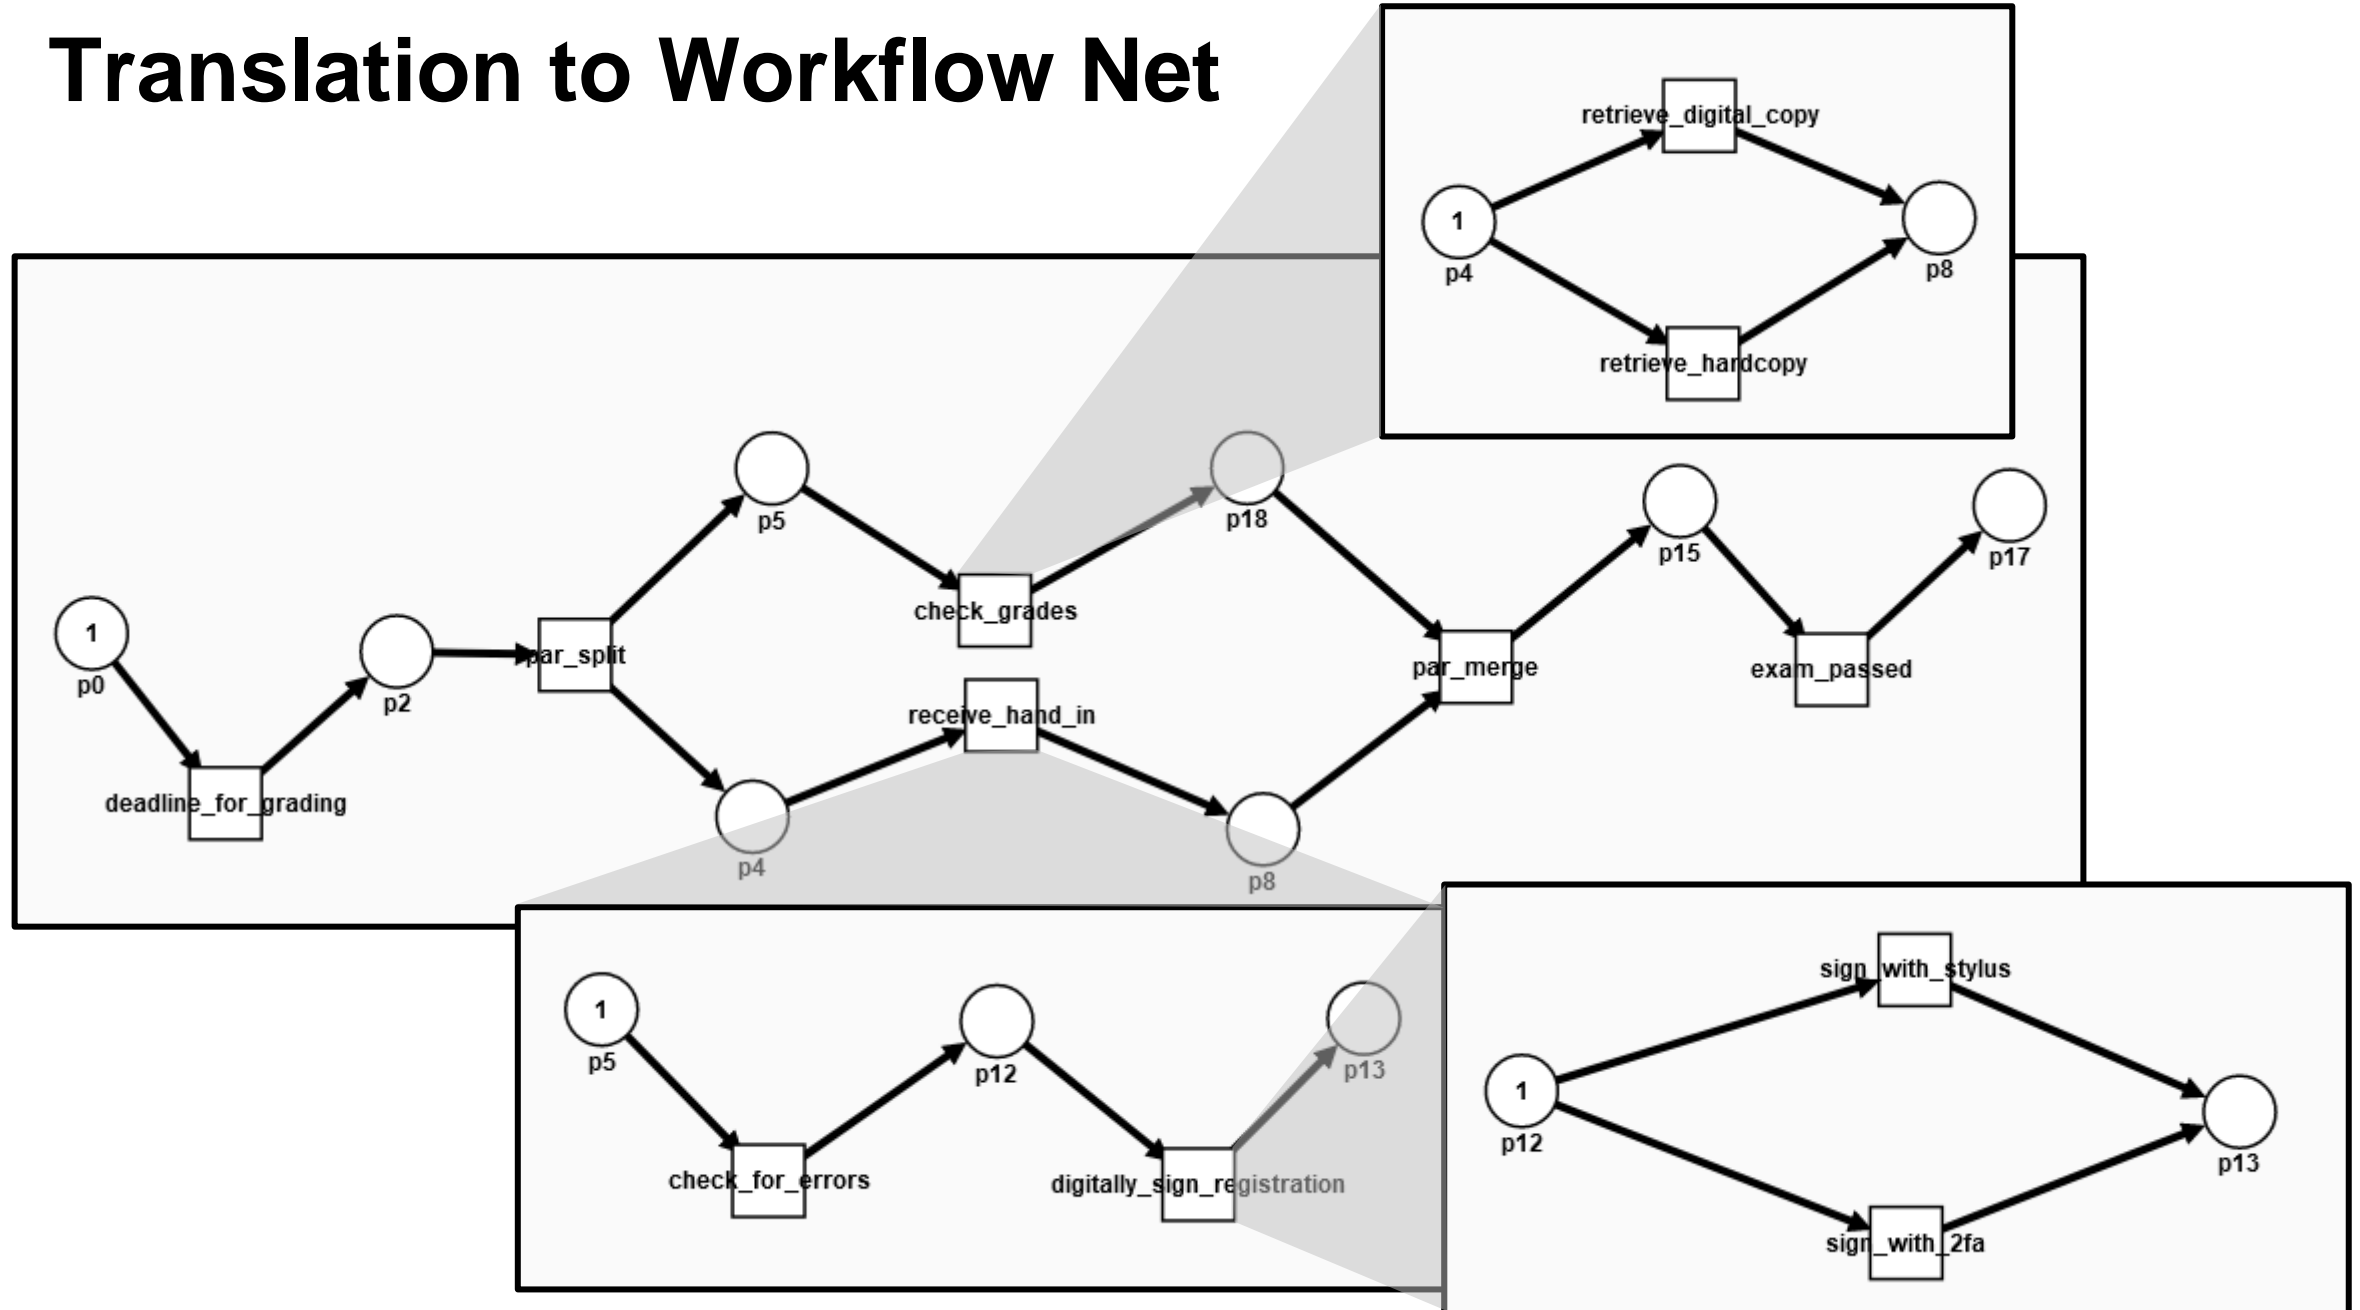 Translation to Workflow Net
retrieve_digital_copy
1
p4
p8
retrieve_hardcopy
p5
p18
p15
p17
check_grades
1
p0
p2
par_split
par_merge
exam_passed
receive_hand_in
deadline_for_grading
p4
p8
1
p5
p12
p13
check_for_errors
digitally_sign_registration
sign_with_stylus
1
p12
p13
sign_with_2fa